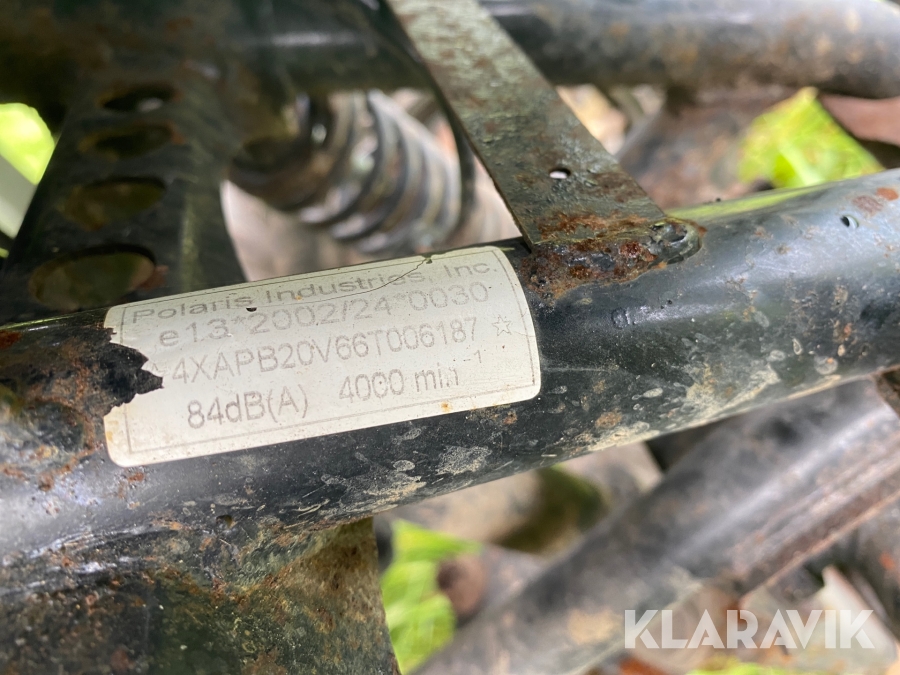 Polaris Industries, Inc.
e13*2002/24*0030
4XAPB20V66T006187☆
84dB(A) 4000 min⁻¹
KLARAVIK